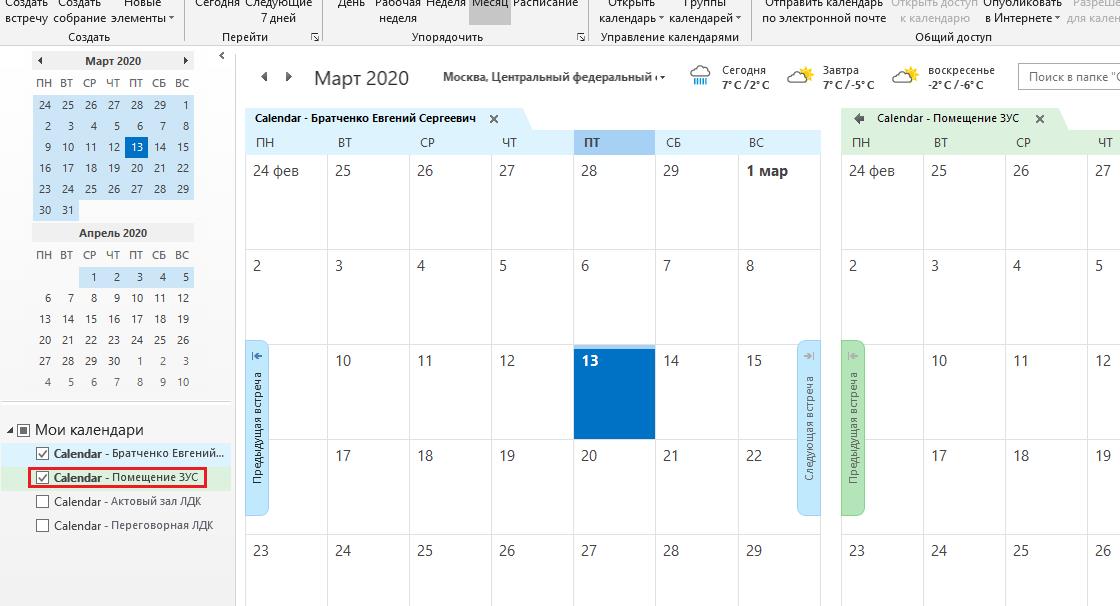 Создать Создать Новые Сегодня Следующие День Рабочая Неделя Месяц Расписание Открыть Группы Отправить календарь Открыть доступ Опубликовать
встречу собрание элементы 7 дней неделя календарь календарей по электронной почте к календарю в Интернете для
Создать Перейти Упорядочить Управление календарями Общий доступ
Март 2020
ПН ВТ СР ЧТ ПТ СБ ВС
24 25 26 27 28 29 1
2 3 4 5 6 7 8
9 10 11 12 13 14 15
16 17 18 19 20 21 22
23 24 25 26 27 28 29
30 31
Апрель 2020
ПН ВТ СР ЧТ ПТ СБ ВС
1 2 3 4 5
6 7 8 9 10 11 12
13 14 15 16 17 18 19
20 21 22 23 24 25 26
27 28 29 30 1 2 3
4 5 6 7 8 9 10
Мои календари
Calendar - Братченко Евгений...
Calendar - Помещение ЗУС
Calendar - Актовый зал ЛДК
Calendar - Переговорная ЛДК
Март 2020
Москва, Центральный федеральный
Сегодня
7°C/2°C
Завтра
7°C/-5°C
воскресенье
-2°C/-6°C
Поиск в папке "C
Calendar - Братченко Евгений Сергеевич
ПН ВТ СР ЧТ ПТ СБ ВС
24 фев 25 26 27 28 29 1 мар
2 3 4 5 6 7 8
10 11 12 13 14 15
17 18 19 20 21 22
23 24 25 26 27 28 29
Предыдущая встреча
Следующая встреча
Calendar - Помещение ЗУС
ПН ВТ СР ЧТ
24 фев 25 26 27
2 3 4 5
10 11 12
17 18 19
23 24 25 26
Предыдущая встреча